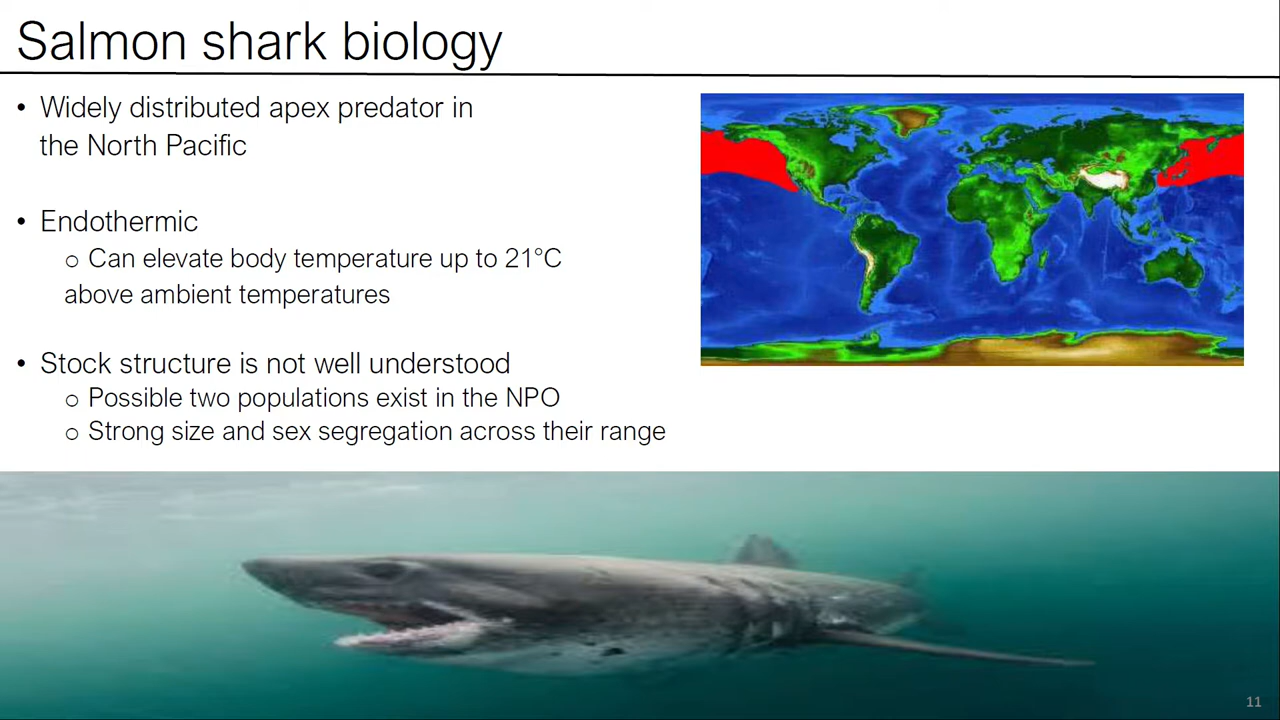 Salmon shark biology
• Widely distributed apex predator in
the North Pacific
• Endothermic
○ Can elevate body temperature up to 21°C
above ambient temperatures
• Stock structure is not well understood
○ Possible two populations exist in the NPO
○ Strong size and sex segregation across their range
11